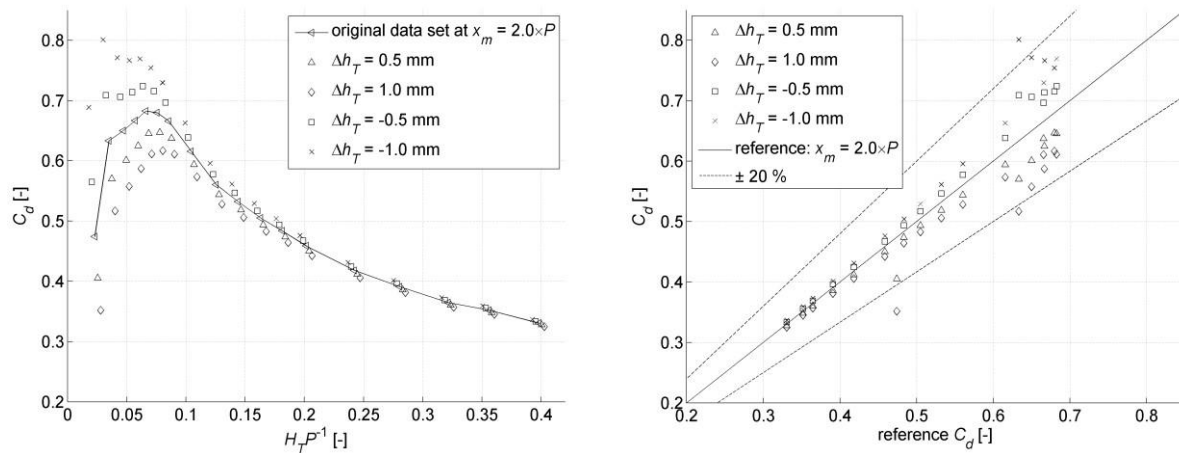 original data set at x_m = 2.0×P
Δh_T = 0.5 mm
Δh_T = 1.0 mm
Δh_T = -0.5 mm
Δh_T = -1.0 mm
0.8
0.7
0.6
0.5
0.4
0.3
0.2
C_d [-]
0 0.05 0.1 0.15 0.2 0.25 0.3 0.35 0.4
H_T P^-1 [-]
Δh_T = 0.5 mm
Δh_T = 1.0 mm
Δh_T = -0.5 mm
Δh_T = -1.0 mm
reference: x_m = 2.0×P
± 20 %
0.8
0.7
0.6
0.5
0.4
0.3
0.2
C_d [-]
0.2 0.3 0.4 0.5 0.6 0.7 0.8
reference C_d [-]